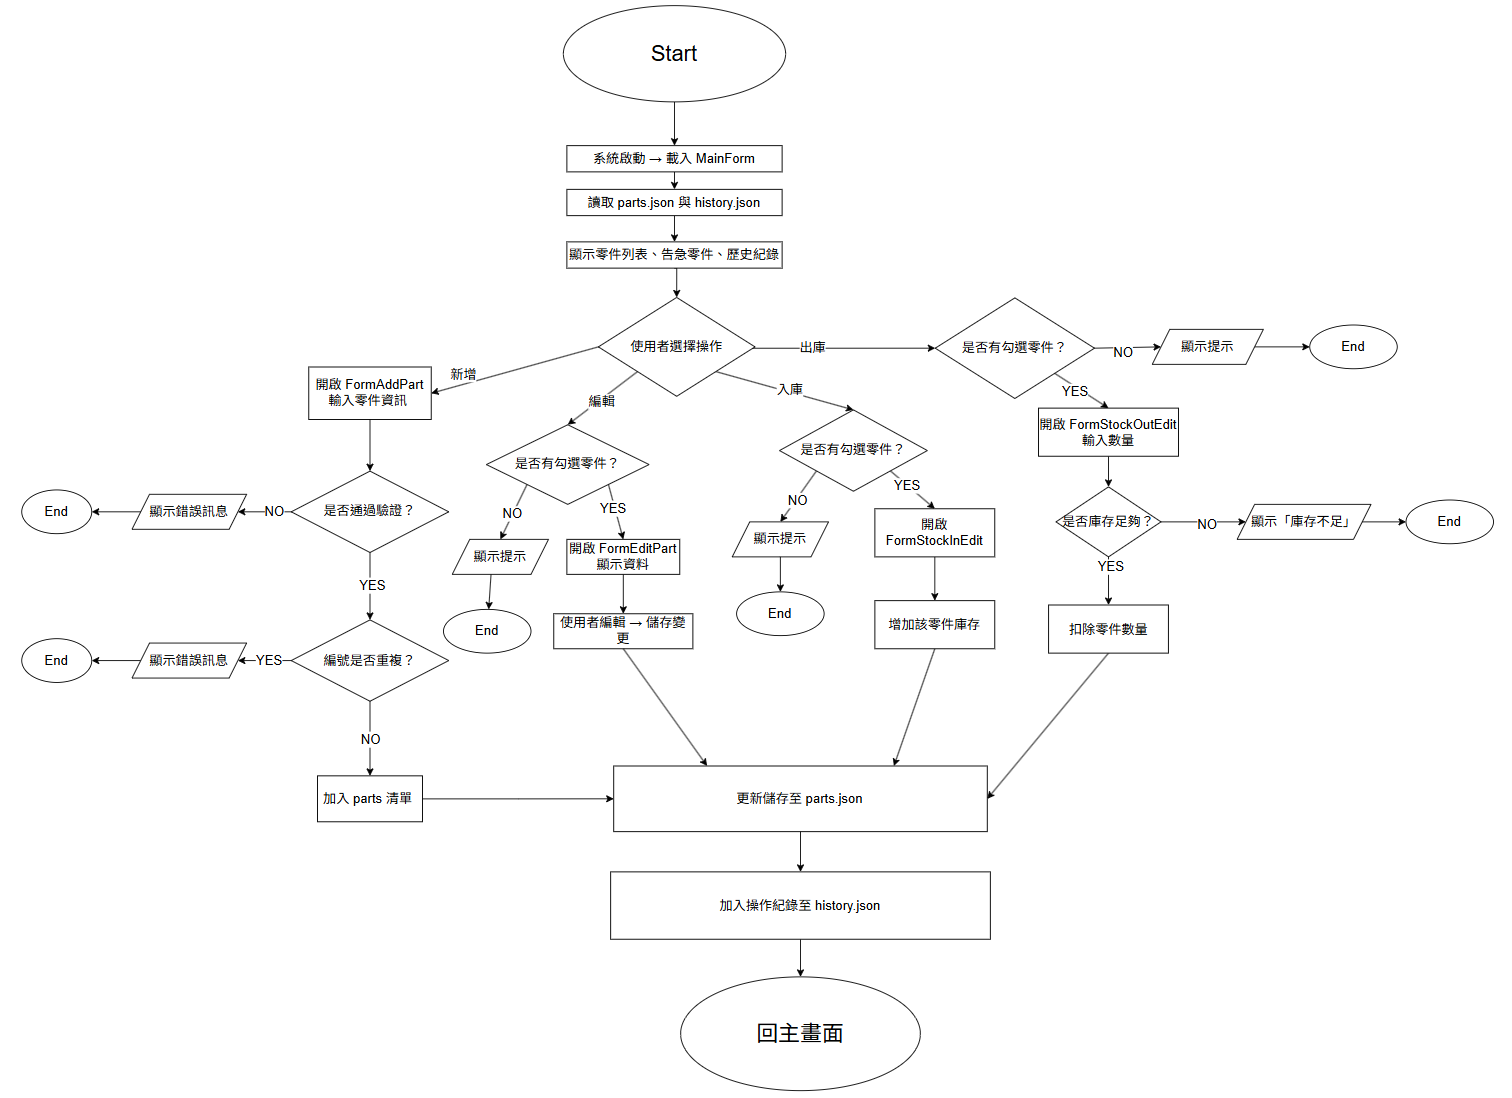 Start
系統啟動 → 載入 MainForm
讀取 parts.json 與 history.json
顯示零件列表、告急零件、歷史紀錄
使用者選擇操作
出庫
是否有勾選零件？
NO
顯示提示
End
新增
編輯
入庫
YES
開啟 FormAddPart
輸入零件資訊
開啟 FormStockOutEdit
輸入數量
是否有勾選零件？
是否有勾選零件？
NO
YES
NO
YES
End
顯示錯誤訊息
NO
是否通過驗證？
顯示提示
開啟 FormEditPart
顯示資料
顯示提示
開啟
FormStockInEdit
是否庫存足夠？
NO
顯示「庫存不足」
End
YES
YES
End
使用者編輯 → 儲存變
更
End
增加該零件庫存
扣除零件數量
End
顯示錯誤訊息
YES
編號是否重複？
NO
加入 parts 清單
更新儲存至 parts.json
加入操作紀錄至 history.json
回主畫面